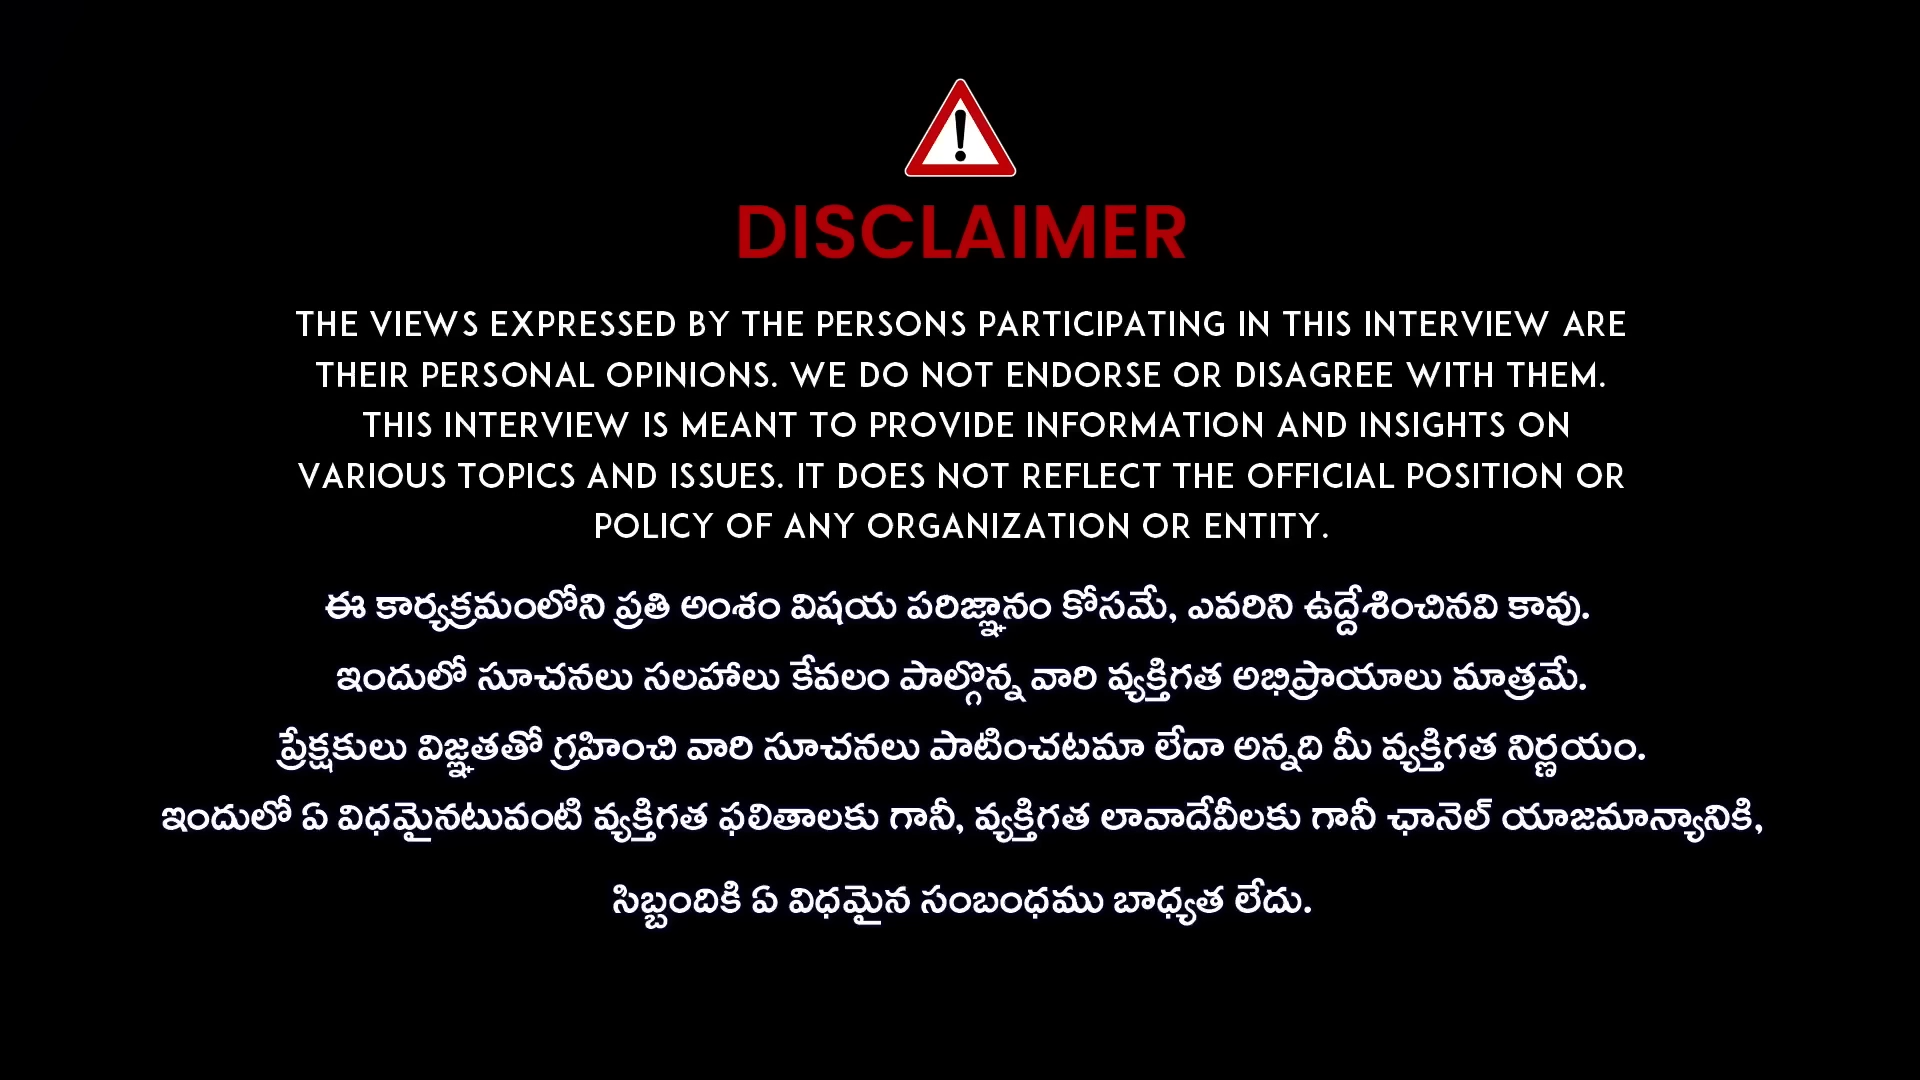 DISCLAIMER
THE VIEWS EXPRESSED BY THE PERSONS PARTICIPATING IN THIS INTERVIEW ARE
THEIR PERSONAL OPINIONS. WE DO NOT ENDORSE OR DISAGREE WITH THEM.
THIS INTERVIEW IS MEANT TO PROVIDE INFORMATION AND INSIGHTS ON
VARIOUS TOPICS AND ISSUES. IT DOES NOT REFLECT THE OFFICIAL POSITION OR
POLICY OF ANY ORGANIZATION OR ENTITY.
ఈ కార్యక్రమంలోని ప్రతి అంశం విషయ పరిజ్ఞానం కోసమే, ఎవరిని ఉద్దేశించినవి కావు.
ఇందులో సూచనలు సలహాలు కేవలం పాల్గొన్న వారి వ్యక్తిగత అభిప్రాయాలు మాత్రమే.
ప్రేక్షకులు విజ్ఞతతో గ్రహించి వారి సూచనలు పాటించటమా లేదా అన్నది మీ వ్యక్తిగత నిర్ణయం.
ఇందులో ఏ విధమైనటువంటి వ్యక్తిగత ఫలితాలకు గానీ, వ్యక్తిగత లావాదేవీలకు గానీ ఛానెల్ యాజమాన్యానికి,
సిబ్బందికి ఏ విధమైన సంబంధము బాధ్యత లేదు.